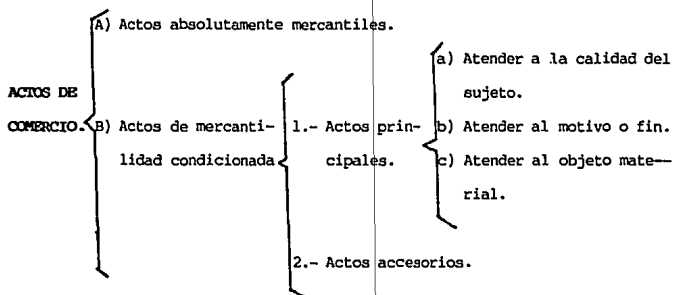 A) Actos absolutamente mercantiles.
ACTOS DE
COMERCIO.
B) Actos de mercanti-
lidad condicionada
1.- Actos prin-
cipales.
a) Atender a la calidad del
sujeto.
b) Atender al motivo o fin.
c) Atender al objeto mate--
rial.
2.- Actos accesorios.